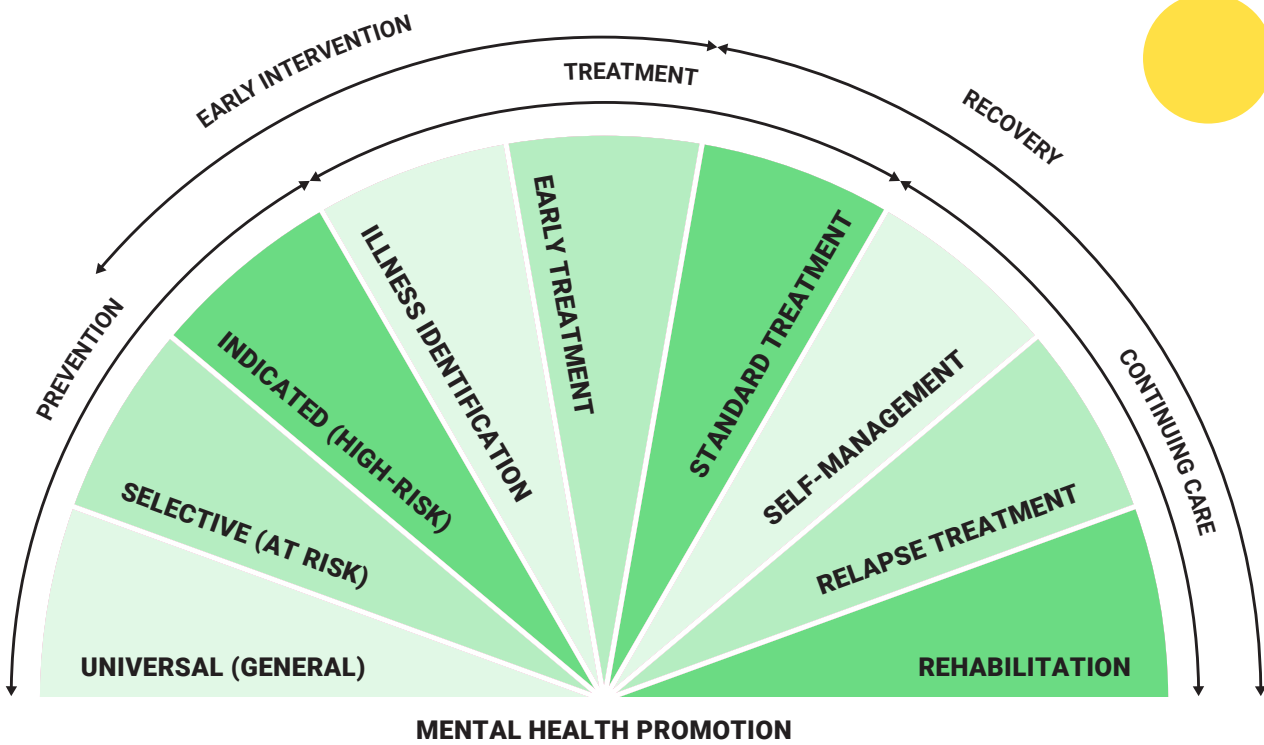 EARLY INTERVENTION
TREATMENT
RECOVERY
PREVENTION
CONTINUING CARE
UNIVERSAL (GENERAL)
SELECTIVE (AT RISK)
INDICATED (HIGH-RISK)
ILLNESS IDENTIFICATION
EARLY TREATMENT
STANDARD TREATMENT
SELF-MANAGEMENT
RELAPSE TREATMENT
REHABILITATION
MENTAL HEALTH PROMOTION